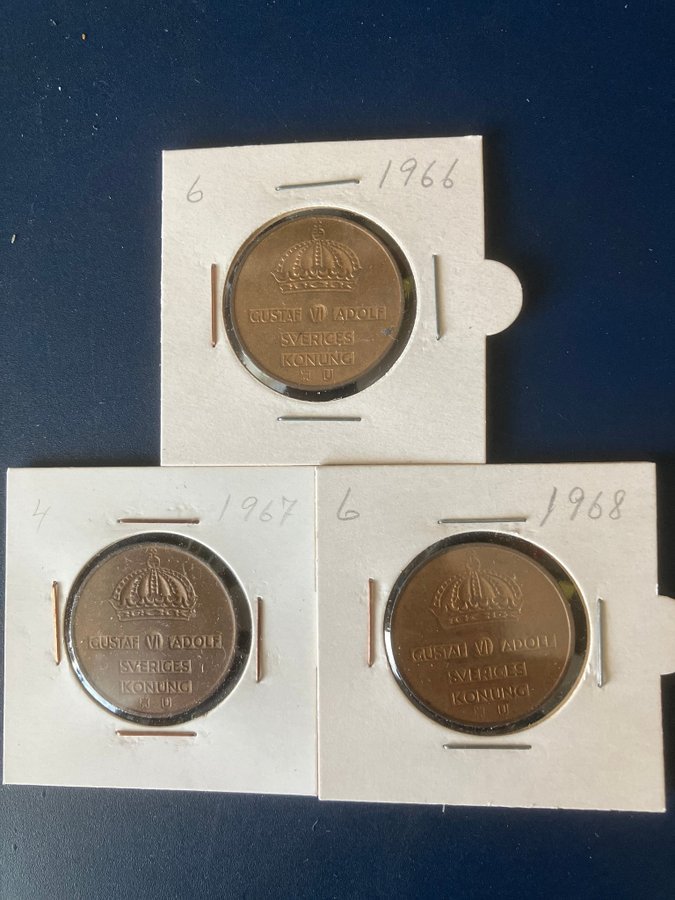 6 1966
GUSTAF VI ADOLF
SVERIGES
KONUNG
U
4 1967
GUSTAF VI ADOLF
SVERIGES
KONUNG
U
6 1968
GUSTAF VI ADOLF
SVERIGES
KONUNG
U